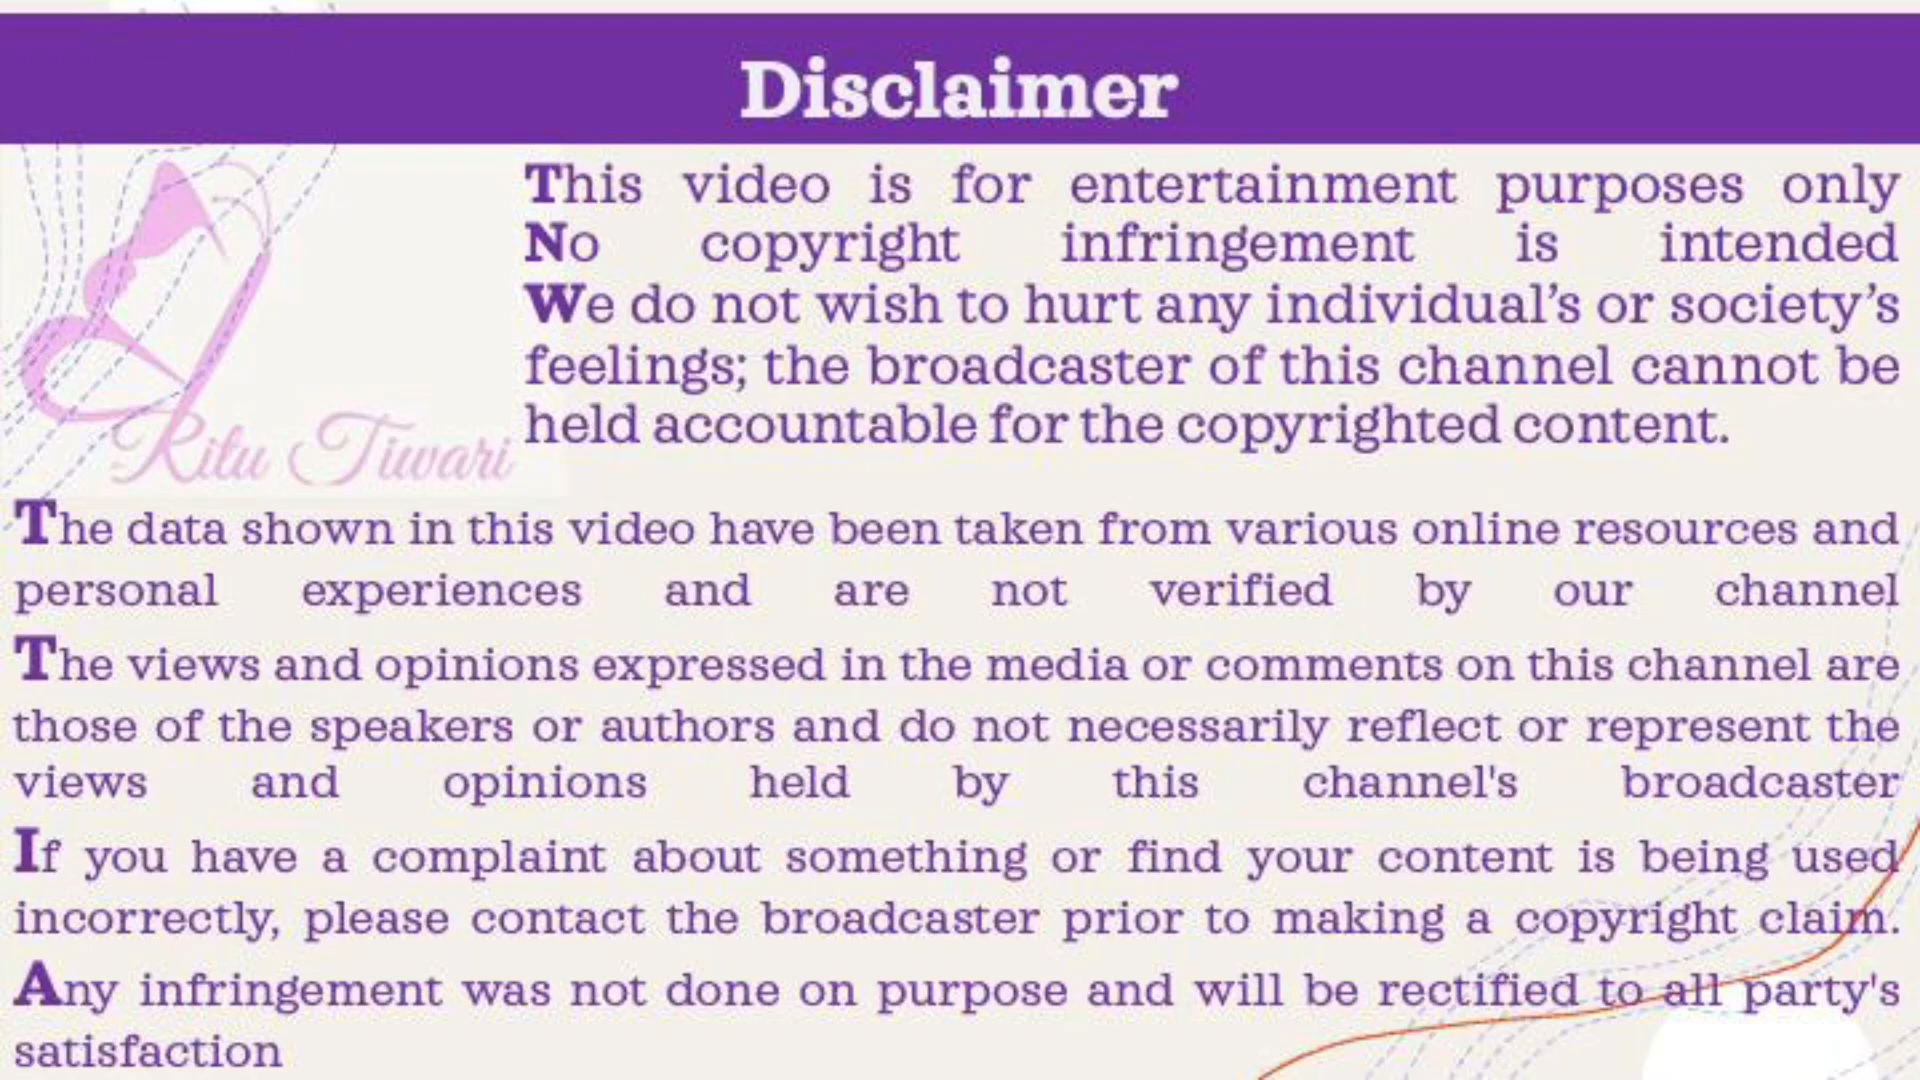 Disclaimer
This video is for entertainment purposes only
No copyright infringement is intended
We do not wish to hurt any individual’s or society’s
feelings; the broadcaster of this channel cannot be
held accountable for the copyrighted content.
Ritu Tiwari
The data shown in this video have been taken from various online resources and
personal experiences and are not verified by our channel
The views and opinions expressed in the media or comments on this channel are
those of the speakers or authors and do not necessarily reflect or represent the
views and opinions held by this channel's broadcaster
If you have a complaint about something or find your content is being used
incorrectly, please contact the broadcaster prior to making a copyright claim.
Any infringement was not done on purpose and will be rectified to all party's
satisfaction